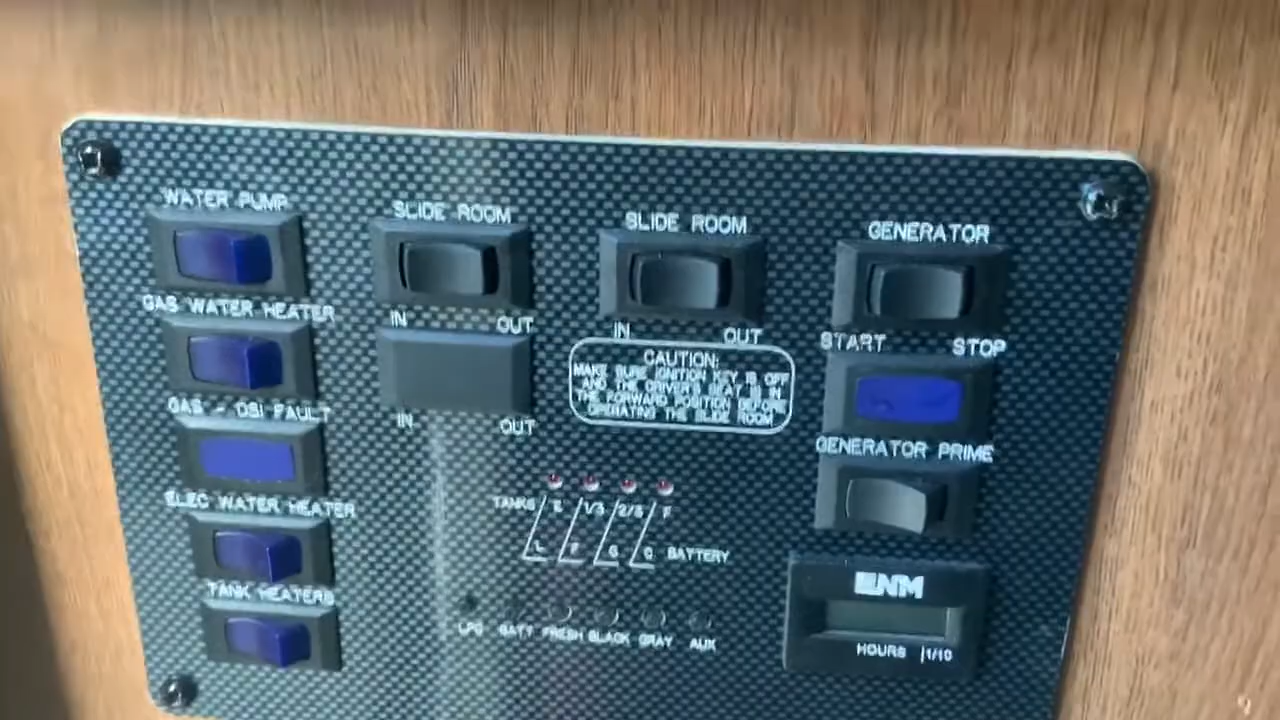 WATER PUMP
GAS WATER HEATER
GAS - DSI FAULT
ELEC WATER HEATER
TANK HEATERS
SLIDE ROOM
IN OUT
IN OUT
SLIDE ROOM
IN OUT
CAUTION:
MAKE SURE IGNITION KEY IS OFF
AND THE DRIVER'S SEAT IS IN
THE FORWARD POSITION BEFORE
OPERATING THE SLIDE ROOM
GENERATOR
START STOP
GENERATOR PRIME
TANKS E 1/3 2/3 F
L F G C BATTERY
LPG BATT FRESH BLACK GRAY AUX
ENM
HOURS 1/10